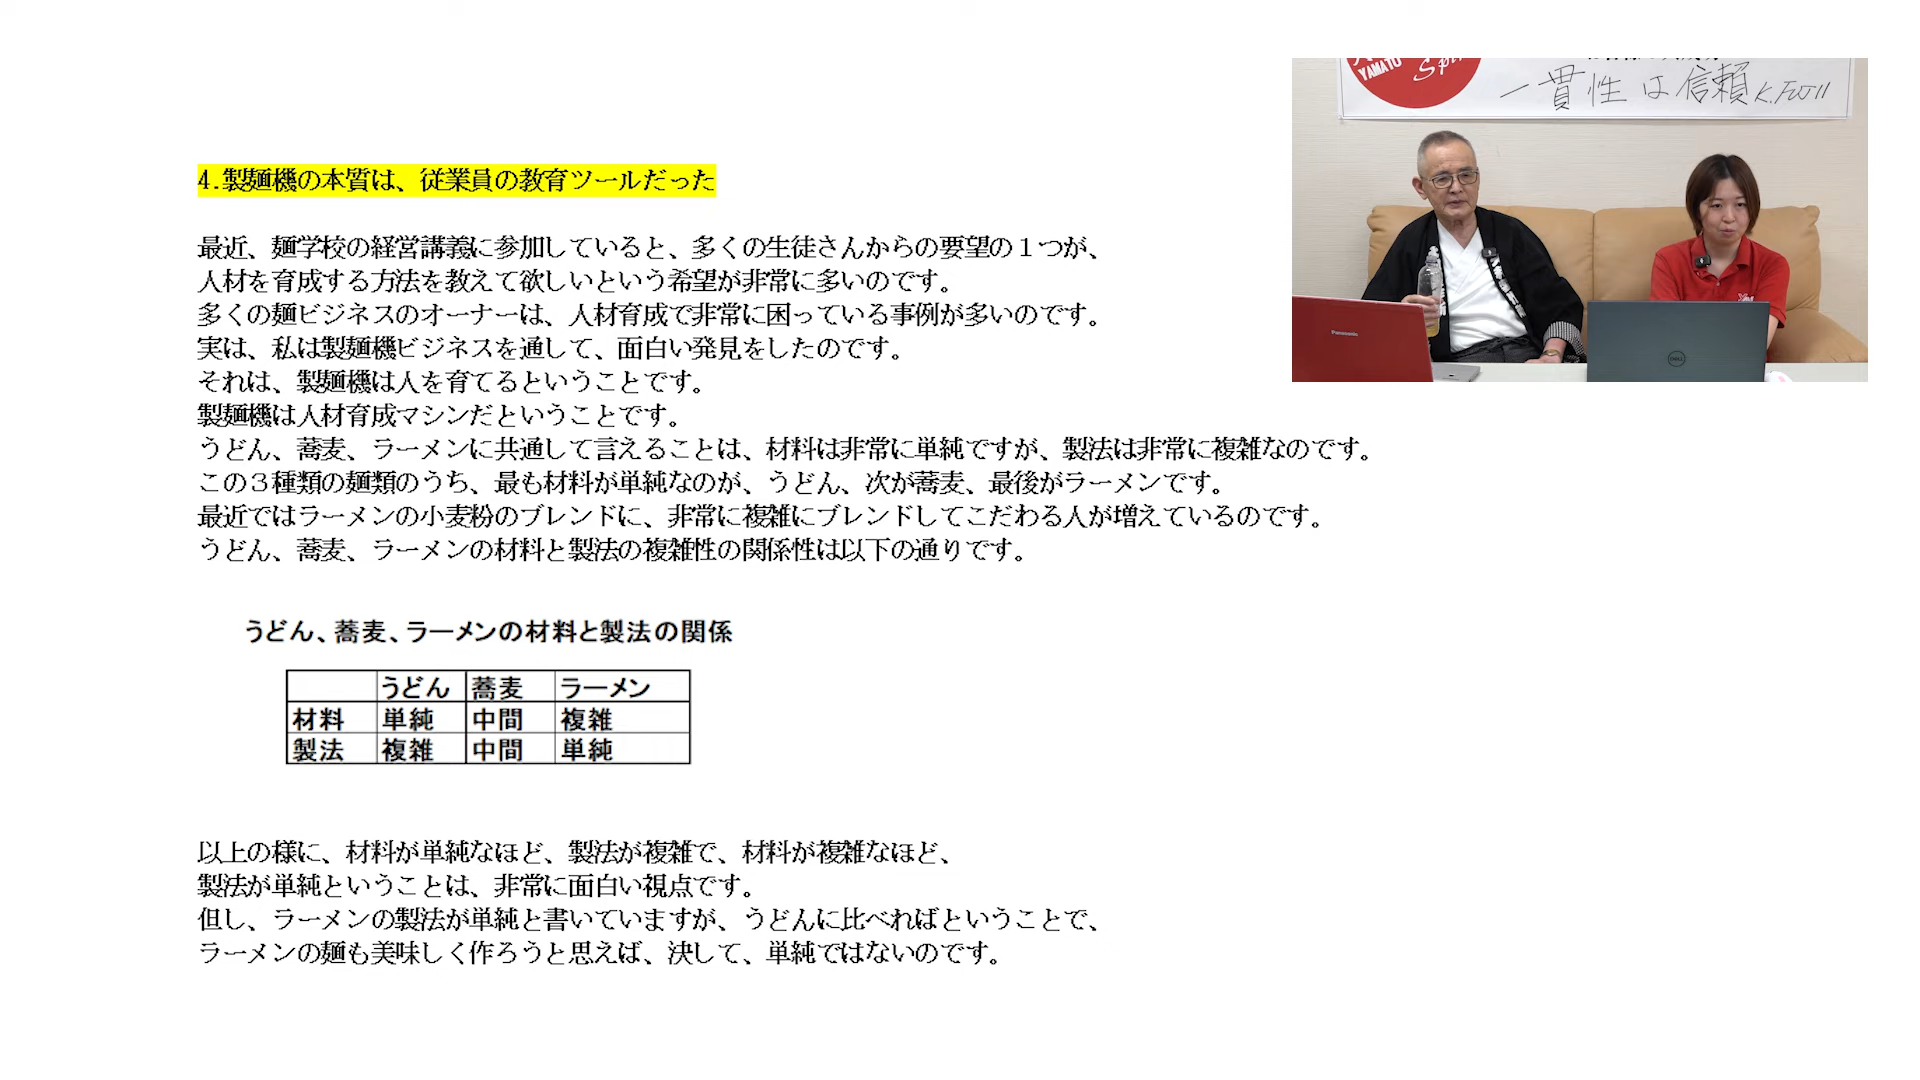 4.製麺機の本質は、従業員の教育ツールだった
最近、麺学校の経営講義に参加していると、多くの生徒さんからの要望の１つが、
人材を育成する方法を教えて欲しいという希望が非常に多いのです。
多くの麺ビジネスのオーナーは、人材育成で非常に困っている事例が多いのです。
実は、私は製麺機ビジネスを通して、面白い発見をしたのです。
それは、製麺機は人を育てるということです。
製麺機は人材育成マシンだということです。
うどん、蕎麦、ラーメンに共通して言えることは、材料は非常に単純ですが、製法は非常に複雑なのです。
この３種類の麺類のうち、最も材料が単純なのが、うどん、次が蕎麦、最後がラーメンです。
最近ではラーメンの小麦粉のブレンドに、非常に複雑にブレンドしてこだわる人が増えているのです。
うどん、蕎麦、ラーメンの材料と製法の複雑性の関係性は以下の通りです。
うどん、蕎麦、ラーメンの材料と製法の関係
うどん 蕎麦 ラーメン
材料 単純 中間 複雑
製法 複雑 中間 単純
以上の様に、材料が単純なほど、製法が複雑で、材料が複雑なほど、
製法が単純ということは、非常に面白い視点です。
但し、ラーメンの製法が単純と書いていますが、うどんに比べればということで、
ラーメンの麺も美味しく作ろうと思えば、決して、単純ではないのです。
YAMATO
一貫性は信頼 K.FUJII
Panasonic
DELL